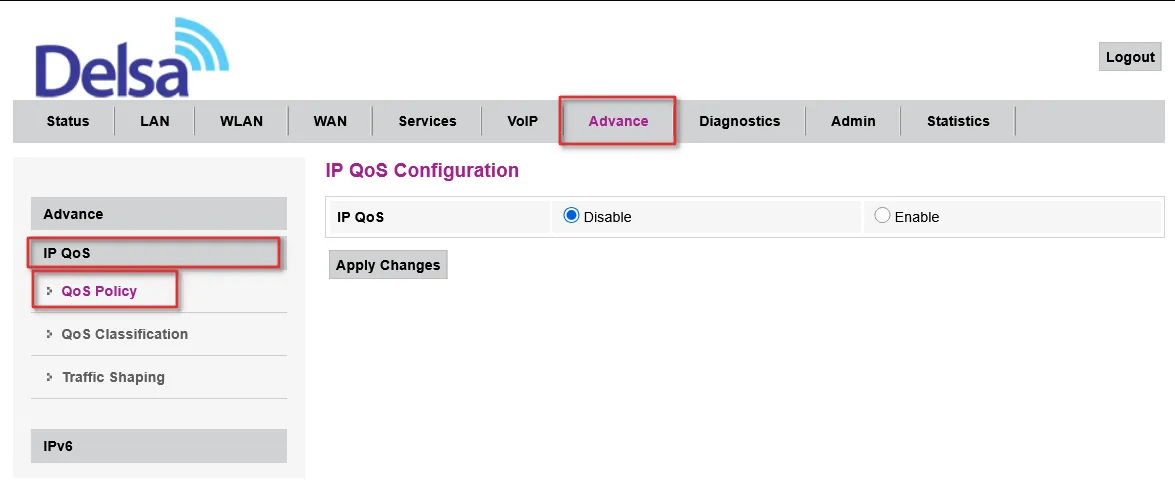 Delsa
Logout
Status LAN WLAN WAN Services VoIP Advance Diagnostics Admin Statistics
IP QoS Configuration
Advance
IP QoS Disable Enable
IP QoS
Apply Changes
QoS Policy
QoS Classification
Traffic Shaping
IPv6